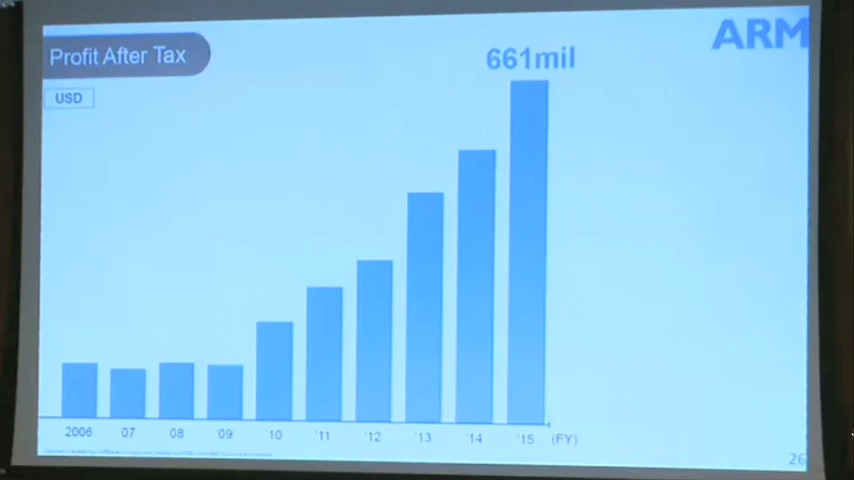 Profit After Tax
ARM
USD
661mil
2006 '07 '08 '09 '10 '11 '12 '13 '14 '15 (FY)
26